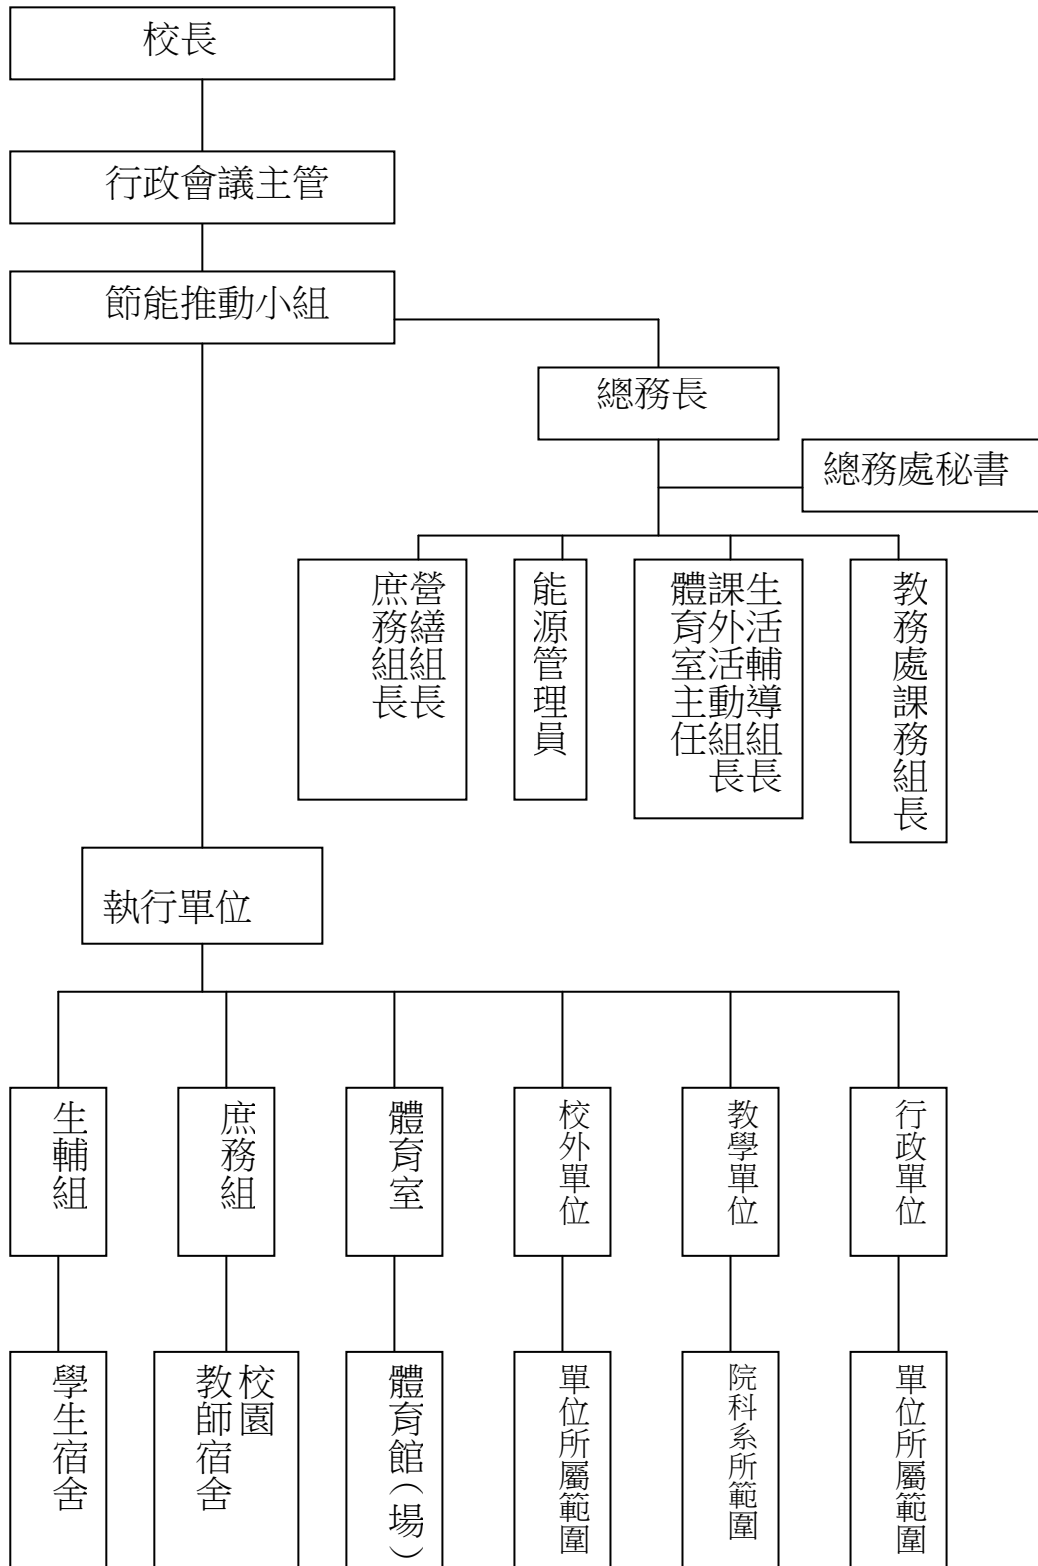 校長
行政會議主管
節能推動小組
總務長
總務處秘書
營繕組長
庶務組長
能源管理員
生活輔導組長
課外活動組長
體育室主任
教務處課務組長
執行單位
生輔組
庶務組
體育室
校外單位
教學單位
行政單位
學生宿舍
校園
教師宿舍
體育館(場)
單位所屬範圍
院科系所範圍
單位所屬範圍